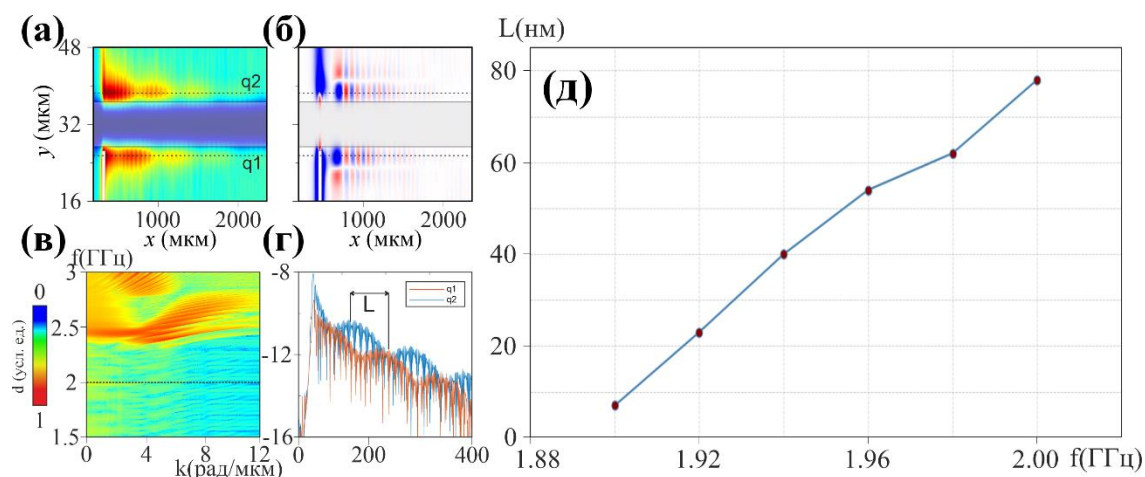 (а)
48
32
16
y (мкм)
q2
q1
1000
2000
x (мкм)
(б)
1000
2000
x (мкм)
(в)
f(ГГц)
3
2.5
2
1.5
0
4
8
12
k(рад/мкм)
0
d (усл. ед.)
1
(г)
-8
-12
-16
0
200
400
L
q1
q2
(д)
L(нм)
80
60
40
20
0
1.88
1.92
1.96
2.00
f(ГГц)